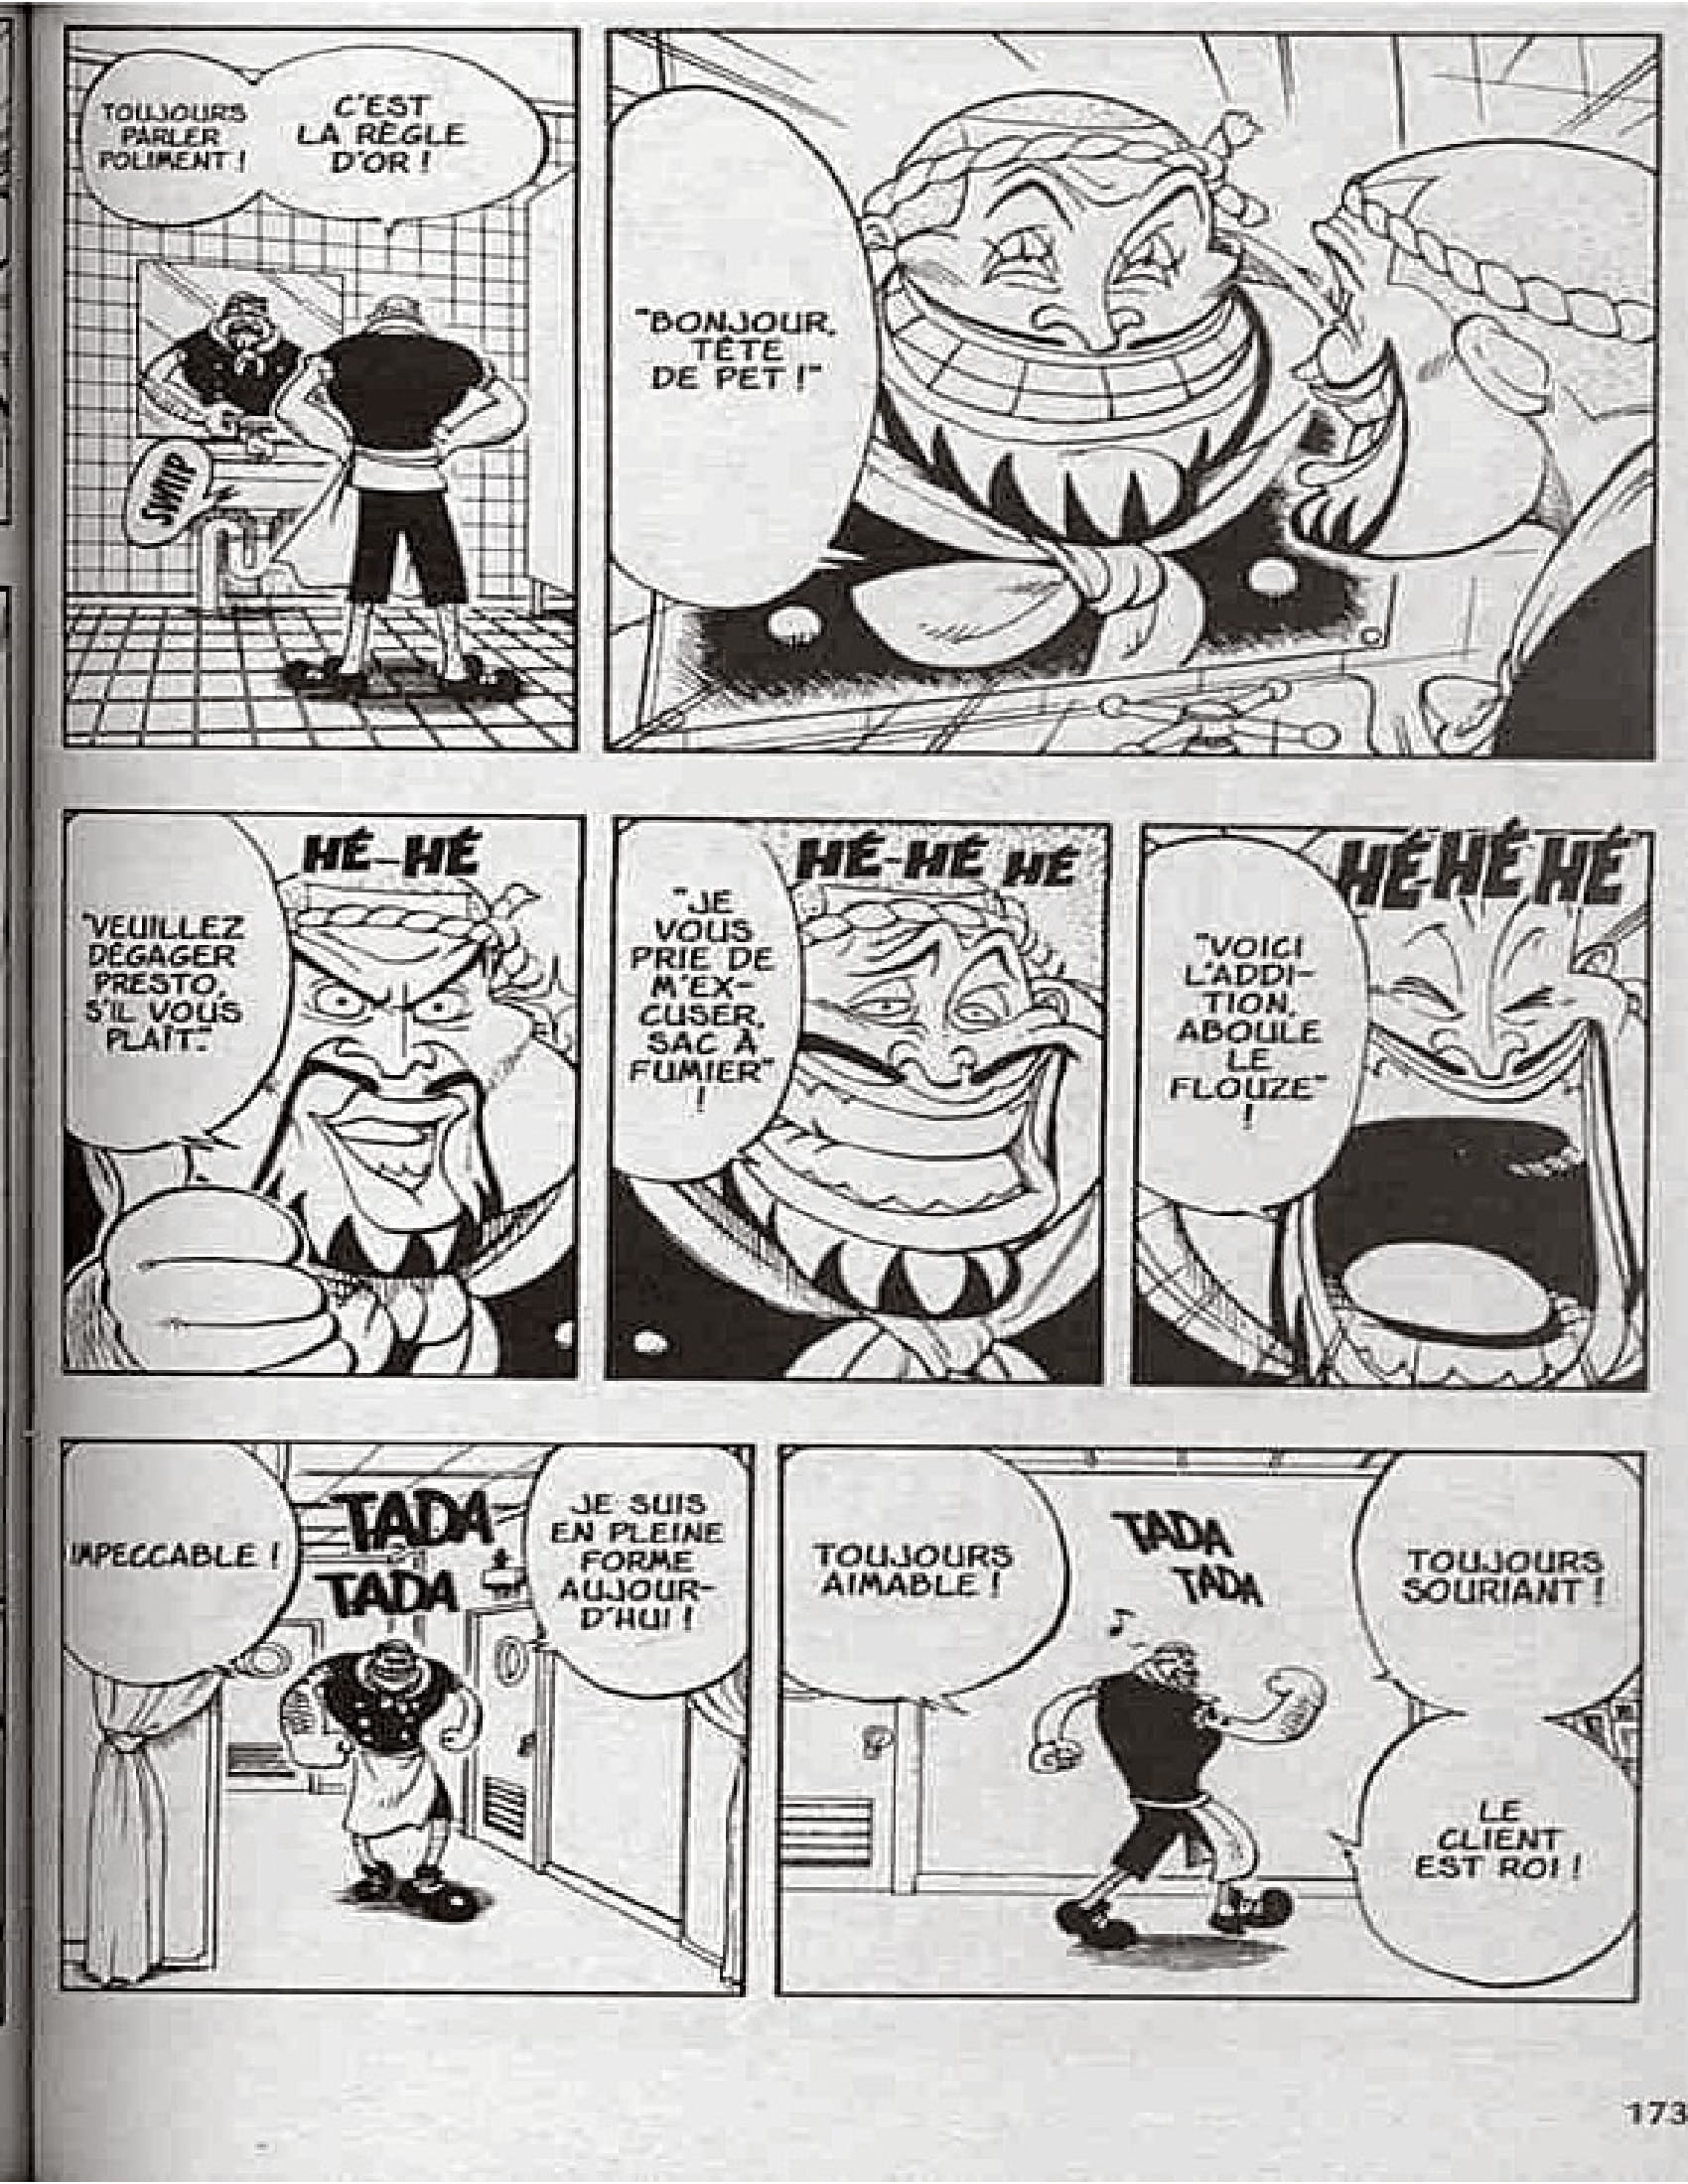 "BONJOUR,
TÊTE
DE PET !"
C'EST
LA RÈGLE
D'OR !
TOUJOURS
PARLER
POLIMENT !
SWIIP
HÉ-HÉ HÉ
"VOICI
L'ADDI-
TION,
ABOULE
LE
FLOUZE"
!
HÉ-HÉ HÉ
"JE
VOUS
PRIE DE
M'EX-
CUSER,
SAC À
FUMIER"
!
HÉ-HÉ
"VEUILLEZ
DÉGAGER
PRESTO,
S'IL VOUS
PLAÎT."
TOUJOURS
SOURIANT !
LE
CLIENT
EST ROI !
TADA
TADA
TOUJOURS
AIMABLE !
JE SUIS
EN PLEINE
FORME
AUJOUR-
D'HUI !
TADA
TADA
IMPECCABLE !
173